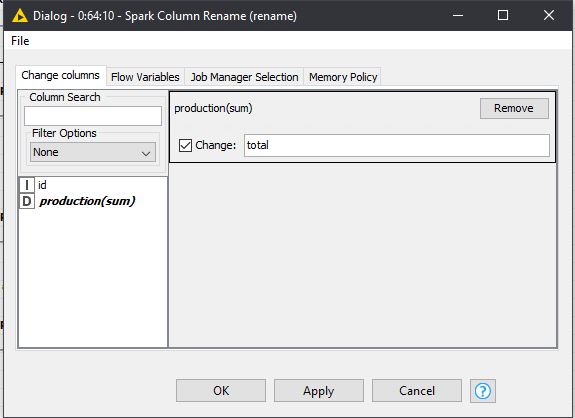 Dialog - 0:64:10 - Spark Column Rename (rename)
File
Change columns Flow Variables Job Manager Selection Memory Policy
Column Search
Filter Options
None
I id
D production(sum)
production(sum) Remove
Change: total
OK Apply Cancel ?